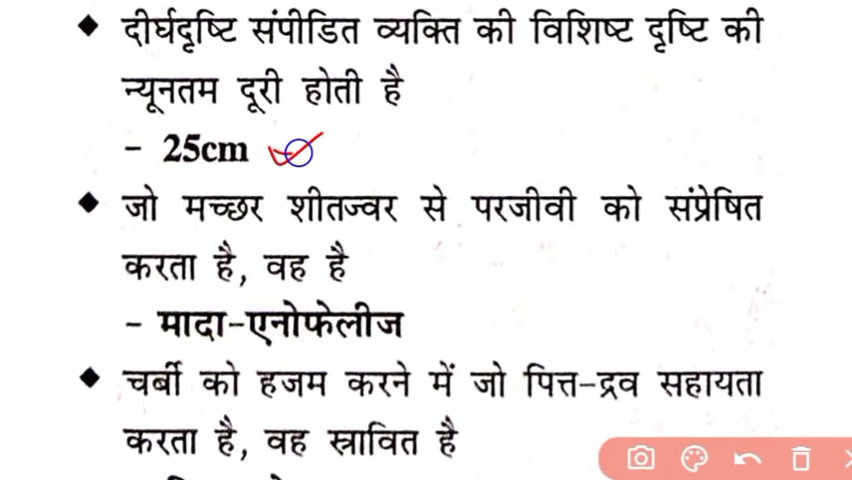 ◆ दीर्घदृष्टि संपीडित व्यक्ति की विशिष्ट दृष्टि की
न्यूनतम दूरी होती है
- 25cm
◆ जो मच्छर शीतज्वर से परजीवी को संप्रेषित
करता है, वह है
- मादा-एनोफेलीज
◆ चर्बी को हजम करने में जो पित्त-द्रव सहायता
करता है, वह स्रावित है